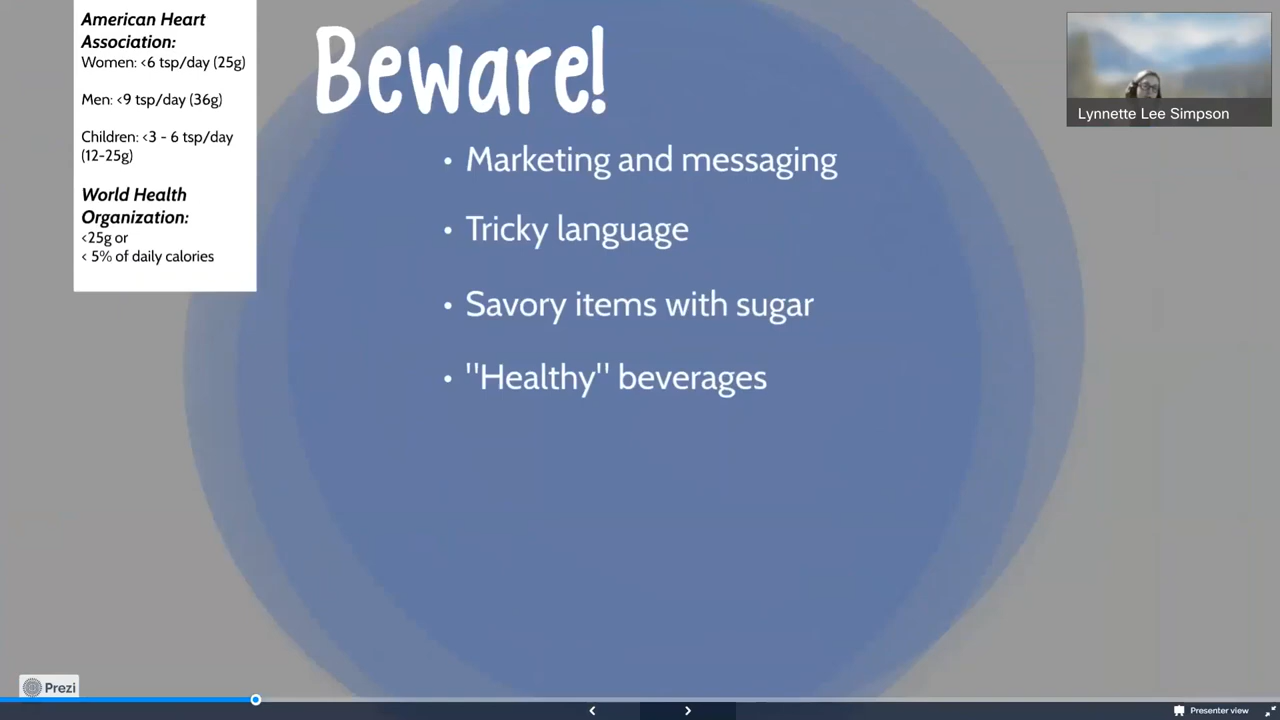 American Heart
Association:
Women: <6 tsp/day (25g)
Men: <9 tsp/day (36g)
Children: <3 - 6 tsp/day
(12-25g)
World Health
Organization:
<25g or
< 5% of daily calories
Beware!
• Marketing and messaging
• Tricky language
• Savory items with sugar
• "Healthy" beverages
Lynnette Lee Simpson
Prezi
Presenter view